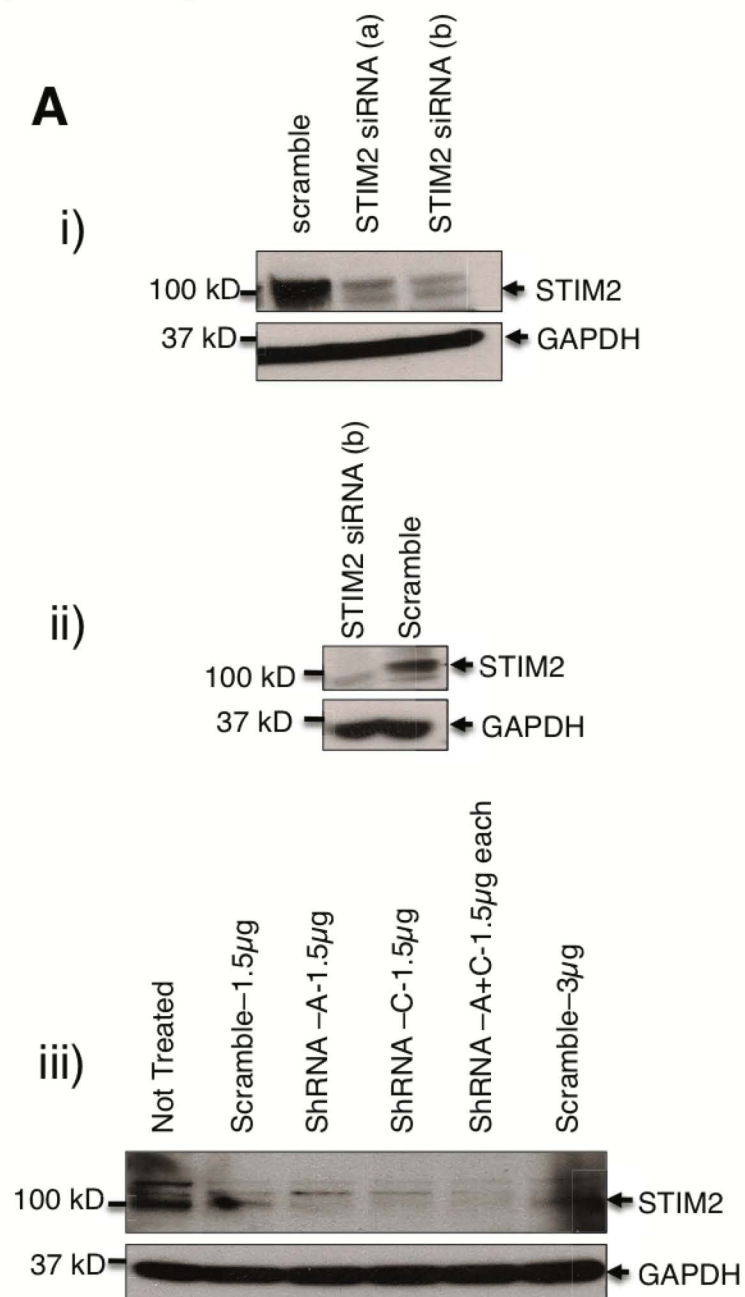 A
i)
scramble
STIM2 siRNA (a)
STIM2 siRNA (b)
100 kD
STIM2
37 kD
GAPDH
ii)
STIM2 siRNA (b)
Scramble
100 kD
STIM2
37 kD
GAPDH
iii)
Not Treated
Scramble–1.5µg
ShRNA –A-1.5µg
ShRNA –C-1.5µg
ShRNA –A+C-1.5µg each
Scramble–3µg
100 kD
STIM2
37 kD
GAPDH